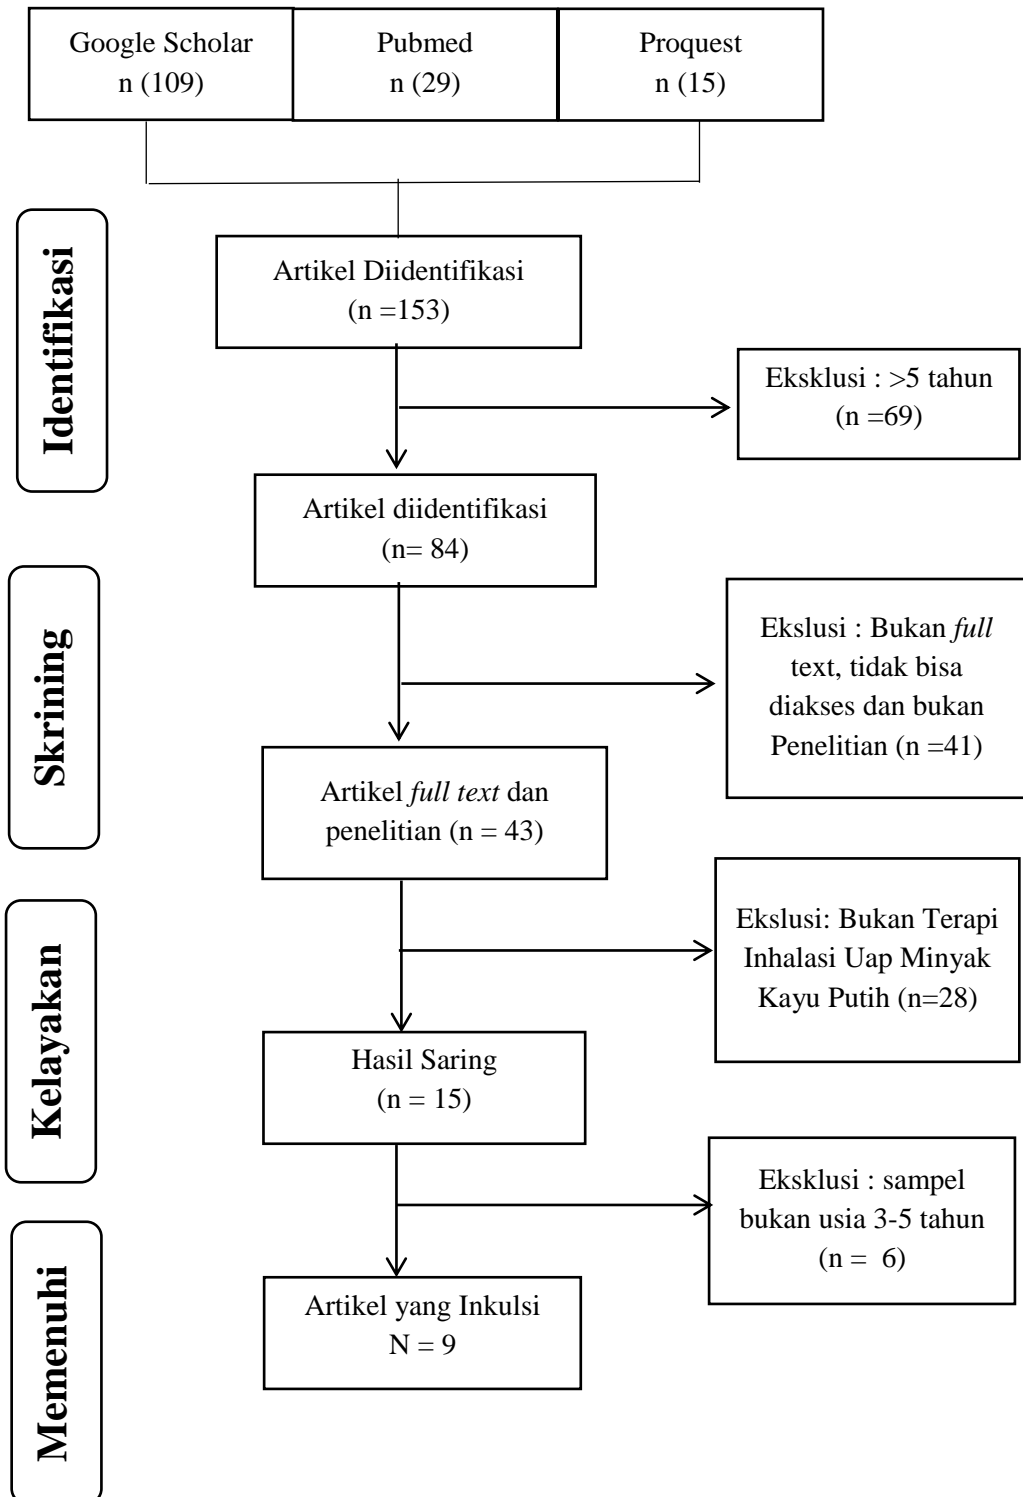 Google Scholar
n (109)
Pubmed
n (29)
Proquest
n (15)
Identifikasi
Artikel Diidentifikasi
(n =153)
Eksklusi : >5 tahun
(n =69)
Artikel diidentifikasi
(n= 84)
Skrining
Ekslusi : Bukan full
text, tidak bisa
diakses dan bukan
Penelitian (n =41)
Artikel full text dan
penelitian (n = 43)
Kelayakan
Ekslusi: Bukan Terapi
Inhalasi Uap Minyak
Kayu Putih (n=28)
Hasil Saring
(n = 15)
Eksklusi : sampel
bukan usia 3-5 tahun
(n = 6)
Memenuhi
Artikel yang Inkulsi
N = 9